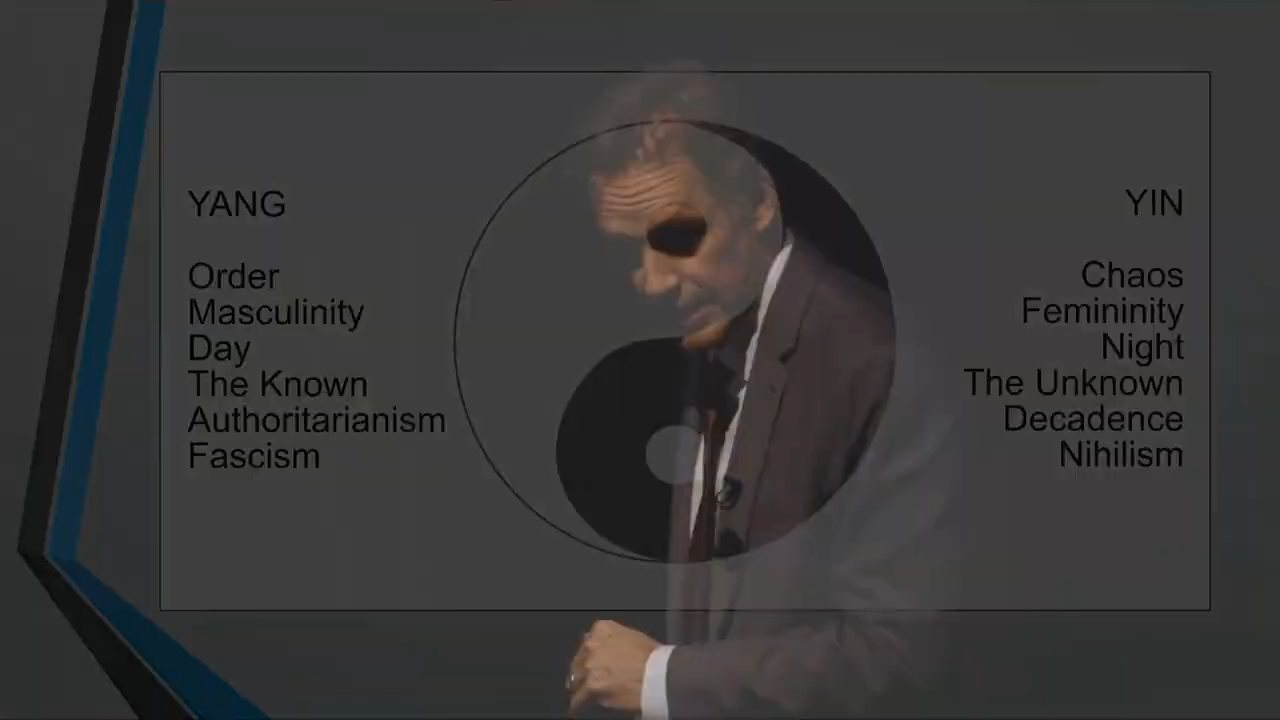 YANG
Order
Masculinity
Day
The Known
Authoritarianism
Fascism
YIN
Chaos
Femininity
Night
The Unknown
Decadence
Nihilism